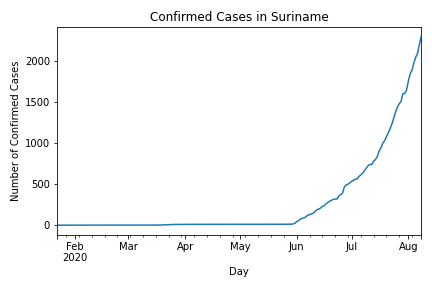 Confirmed Cases in Suriname
Number of Confirmed Cases
2000
1500
1000
500
0
Feb Mar Apr May Jun Jul Aug
2020
Day